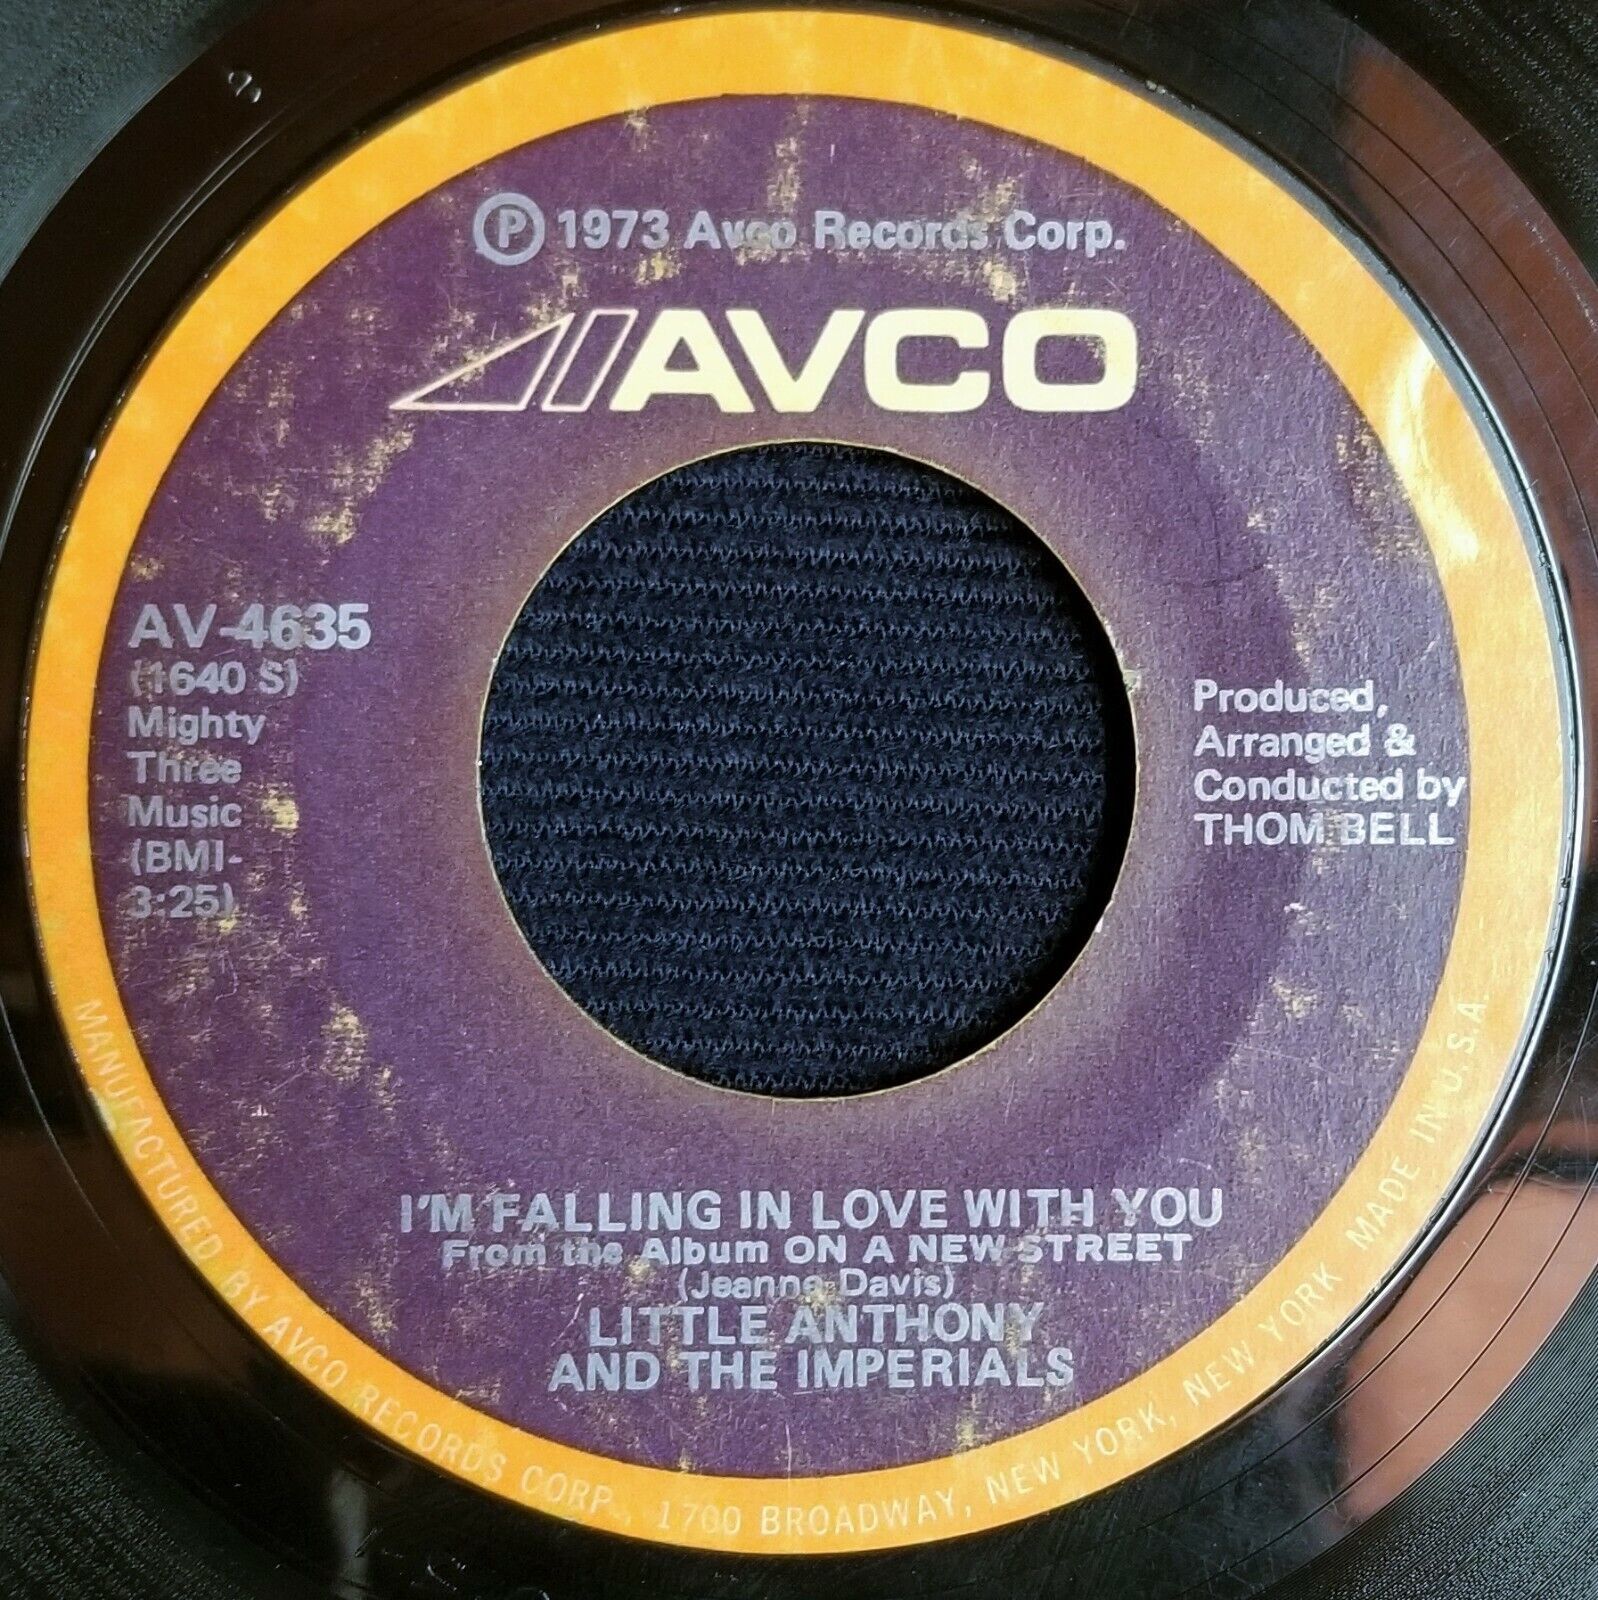 Ⓟ 1973 Avco Records Corp.
AVCO
AV-4635
(1640 S)
Mighty
Three
Music
(BMI-
3:25)
Produced,
Arranged &
Conducted by
THOM BELL
I'M FALLING IN LOVE WITH YOU
From the Album ON A NEW STREET
(Jeanne Davis)
LITTLE ANTHONY
AND THE IMPERIALS
MANUFACTURED BY AVCO RECORDS CORP., 1700 BROADWAY, NEW YORK, NEW YORK MADE IN U.S.A.